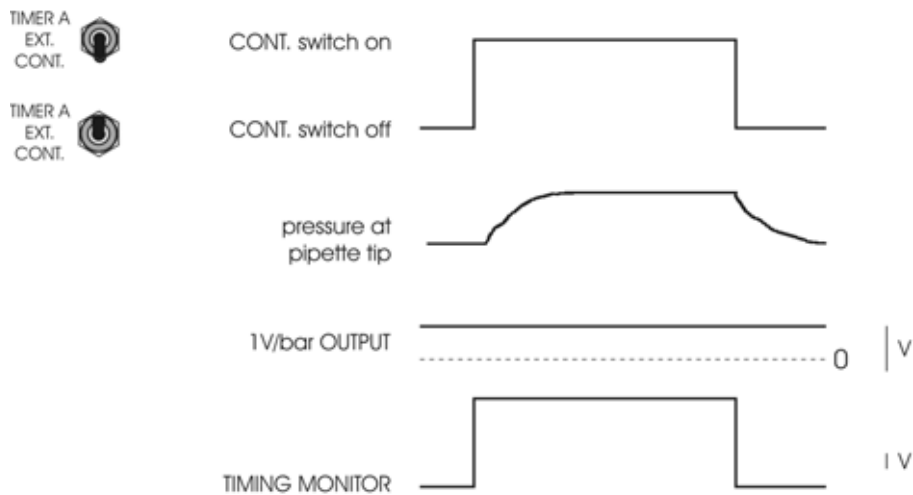 TIMER A
EXT.
CONT.
CONT. switch on
TIMER A
EXT.
CONT.
CONT. switch off
pressure at
pipette tip
1V/bar OUTPUT
0
V
TIMING MONITOR
V